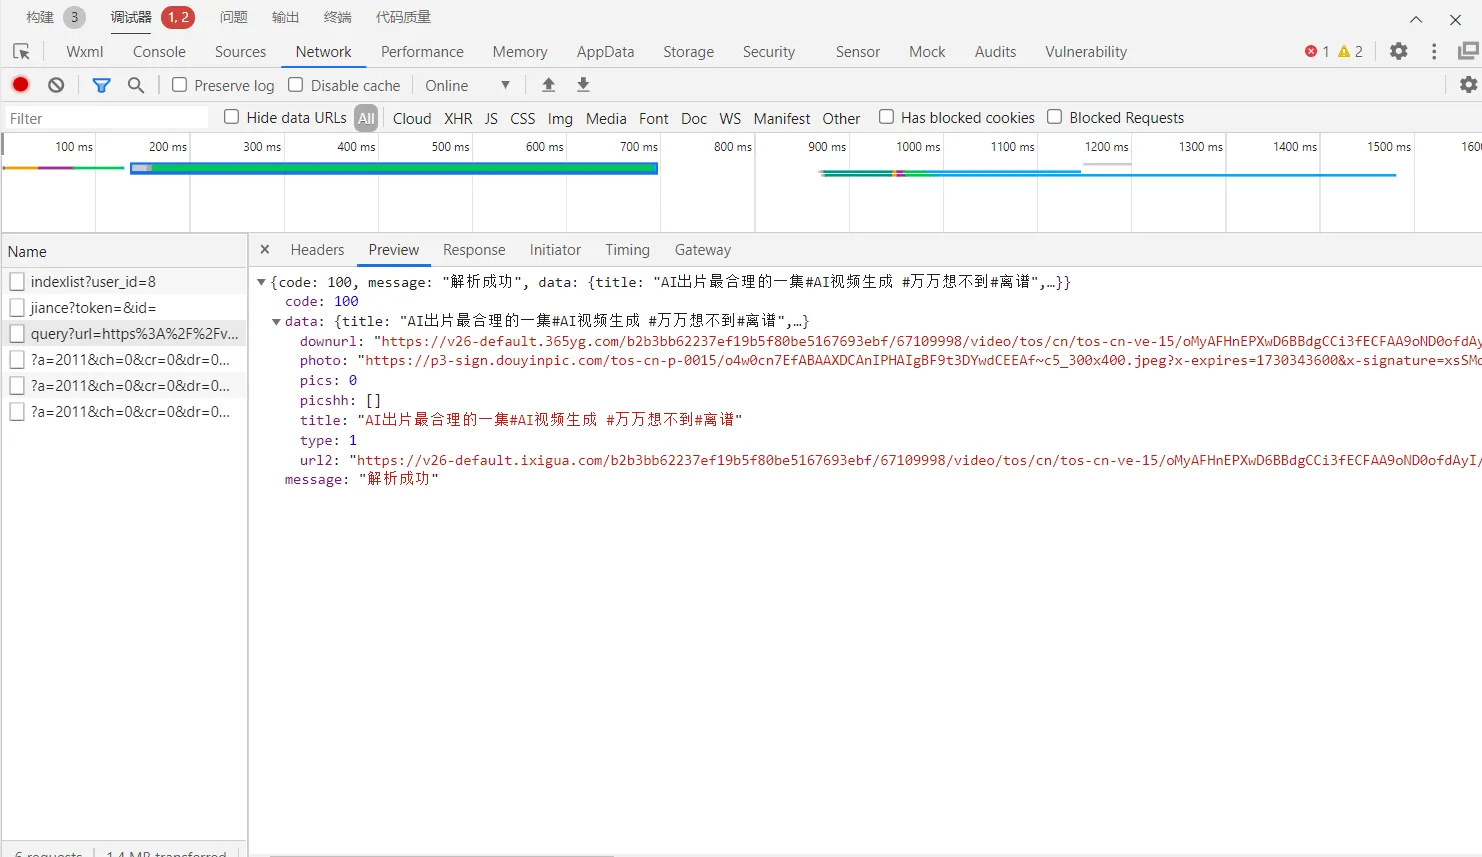 构建 3 调试器 1, 2 问题 输出 终端 代码质量
Wxml Console Sources Network Performance Memory AppData Storage Security Sensor Mock Audits Vulnerability 1 2
Preserve log Disable cache Online
Filter Hide data URLs All Cloud XHR JS CSS Img Media Font Doc WS Manifest Other Has blocked cookies Blocked Requests
100 ms 200 ms 300 ms 400 ms 500 ms 600 ms 700 ms 800 ms 900 ms 1000 ms 1100 ms 1200 ms 1300 ms 1400 ms 1500 ms 160
Name
indexlist?user_id=8
jiance?token=&id=
query?url=https%3A%2F%2Fv...
?a=2011&ch=0&cr=0&dr=0...
?a=2011&ch=0&cr=0&dr=0...
?a=2011&ch=0&cr=0&dr=0...
6 requests 1.4 MB transferred
× Headers Preview Response Initiator Timing Gateway
{code: 100, message: "解析成功", data: {title: "AI出片最合理的一集#AI视频生成 #万万想不到#离谱",…}}
code: 100
data: {title: "AI出片最合理的一集#AI视频生成 #万万想不到#离谱",…}
downurl: "https://v26-default.365yg.com/b2b3bb62237ef19b5f80be5167693ebf/67109998/video/tos/cn/tos-cn-ve-15/oMyAFHnEPXwD6BBdgCCi3fECFAA9oND0ofdAy
photo: "https://p3-sign.douyinpic.com/tos-cn-p-0015/o4w0cn7EfABAAXDCAnIPHAIgBF9t3DYwdCEEAf~c5_300x400.jpeg?x-expires=1730343600&x-signature=xsSMo
pics: 0
picshh: []
title: "AI出片最合理的一集#AI视频生成 #万万想不到#离谱"
type: 1
url2: "https://v26-default.ixigua.com/b2b3bb62237ef19b5f80be5167693ebf/67109998/video/tos/cn/tos-cn-ve-15/oMyAFHnEPXwD6BBdgCCi3fECFAA9oND0ofdAyI/
message: "解析成功"